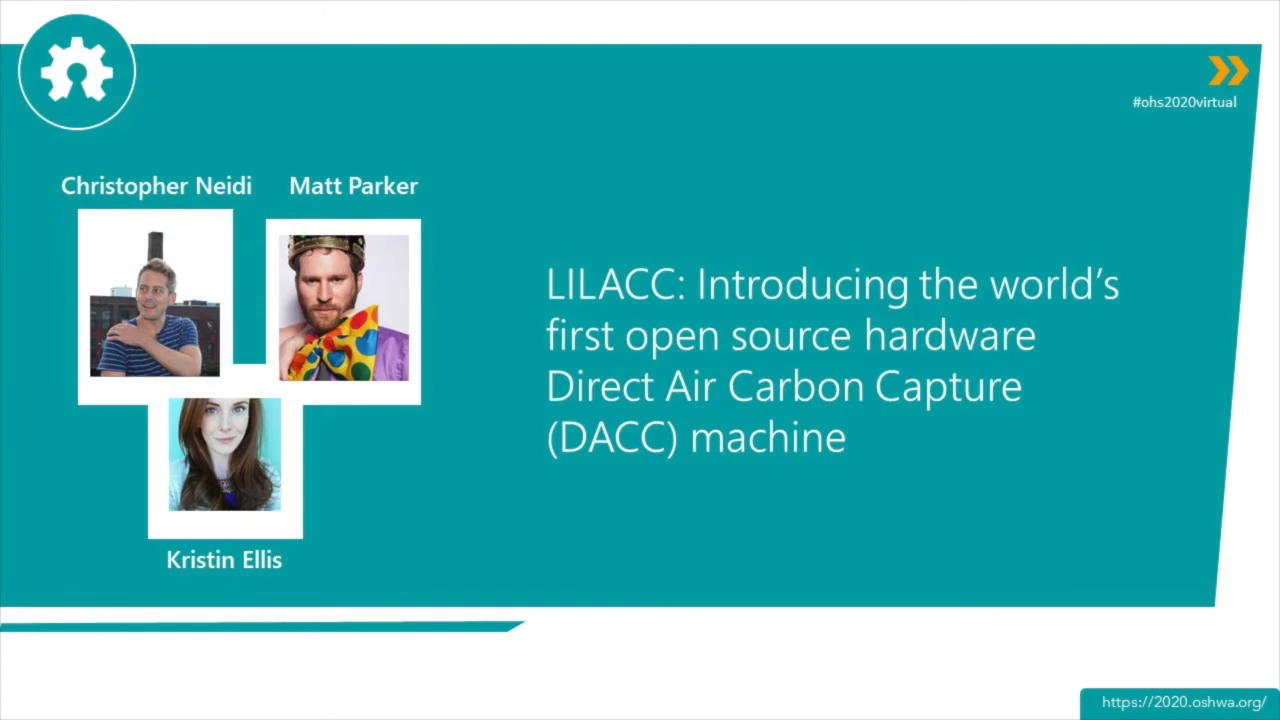 #ohs2020virtual
Christopher Neidi
Matt Parker
LILACC: Introducing the world's
first open source hardware
Direct Air Carbon Capture
(DACC) machine
Kristin Ellis
https://2020.oshwa.org/